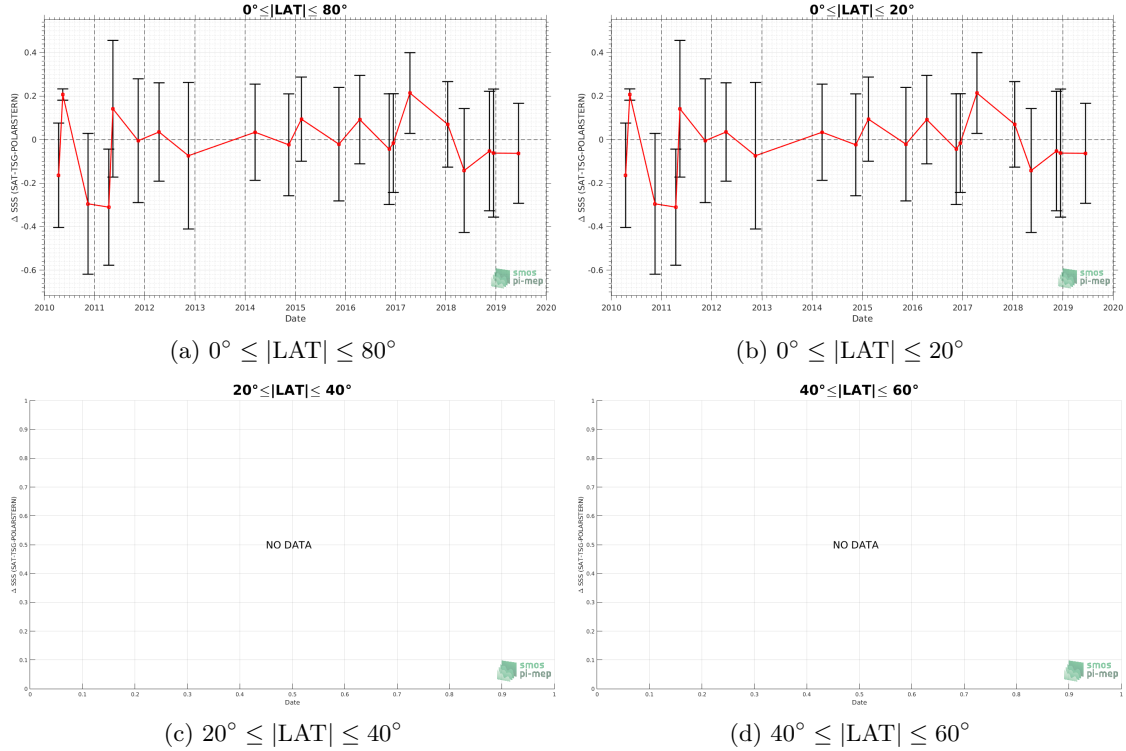 0°≤|LAT|≤ 80°
Δ SSS (SAT-TSG-POLARSTERN)
0.4
0.2
0
-0.2
-0.4
-0.6
2010 2011 2012 2013 2014 2015 2016 2017 2018 2019 2020
Date
smos
pi-mep
(a) 0° ≤ |LAT| ≤ 80°
0°≤|LAT|≤ 20°
Δ SSS (SAT-TSG-POLARSTERN)
0.4
0.2
0
-0.2
-0.4
-0.6
2010 2011 2012 2013 2014 2015 2016 2017 2018 2019 2020
Date
smos
pi-mep
(b) 0° ≤ |LAT| ≤ 20°
20°≤|LAT|≤ 40°
Δ SSS (SAT-TSG-POLARSTERN)
1
0.9
0.8
0.7
0.6
0.5
0.4
0.3
0.2
0.1
0
NO DATA
0 0.1 0.2 0.3 0.4 0.5 0.6 0.7 0.8 0.9 1
Date
smos
pi-mep
(c) 20° ≤ |LAT| ≤ 40°
40°≤|LAT|≤ 60°
Δ SSS (SAT-TSG-POLARSTERN)
1
0.9
0.8
0.7
0.6
0.5
0.4
0.3
0.2
0.1
0
NO DATA
0 0.1 0.2 0.3 0.4 0.5 0.6 0.7 0.8 0.9 1
Date
smos
pi-mep
(d) 40° ≤ |LAT| ≤ 60°